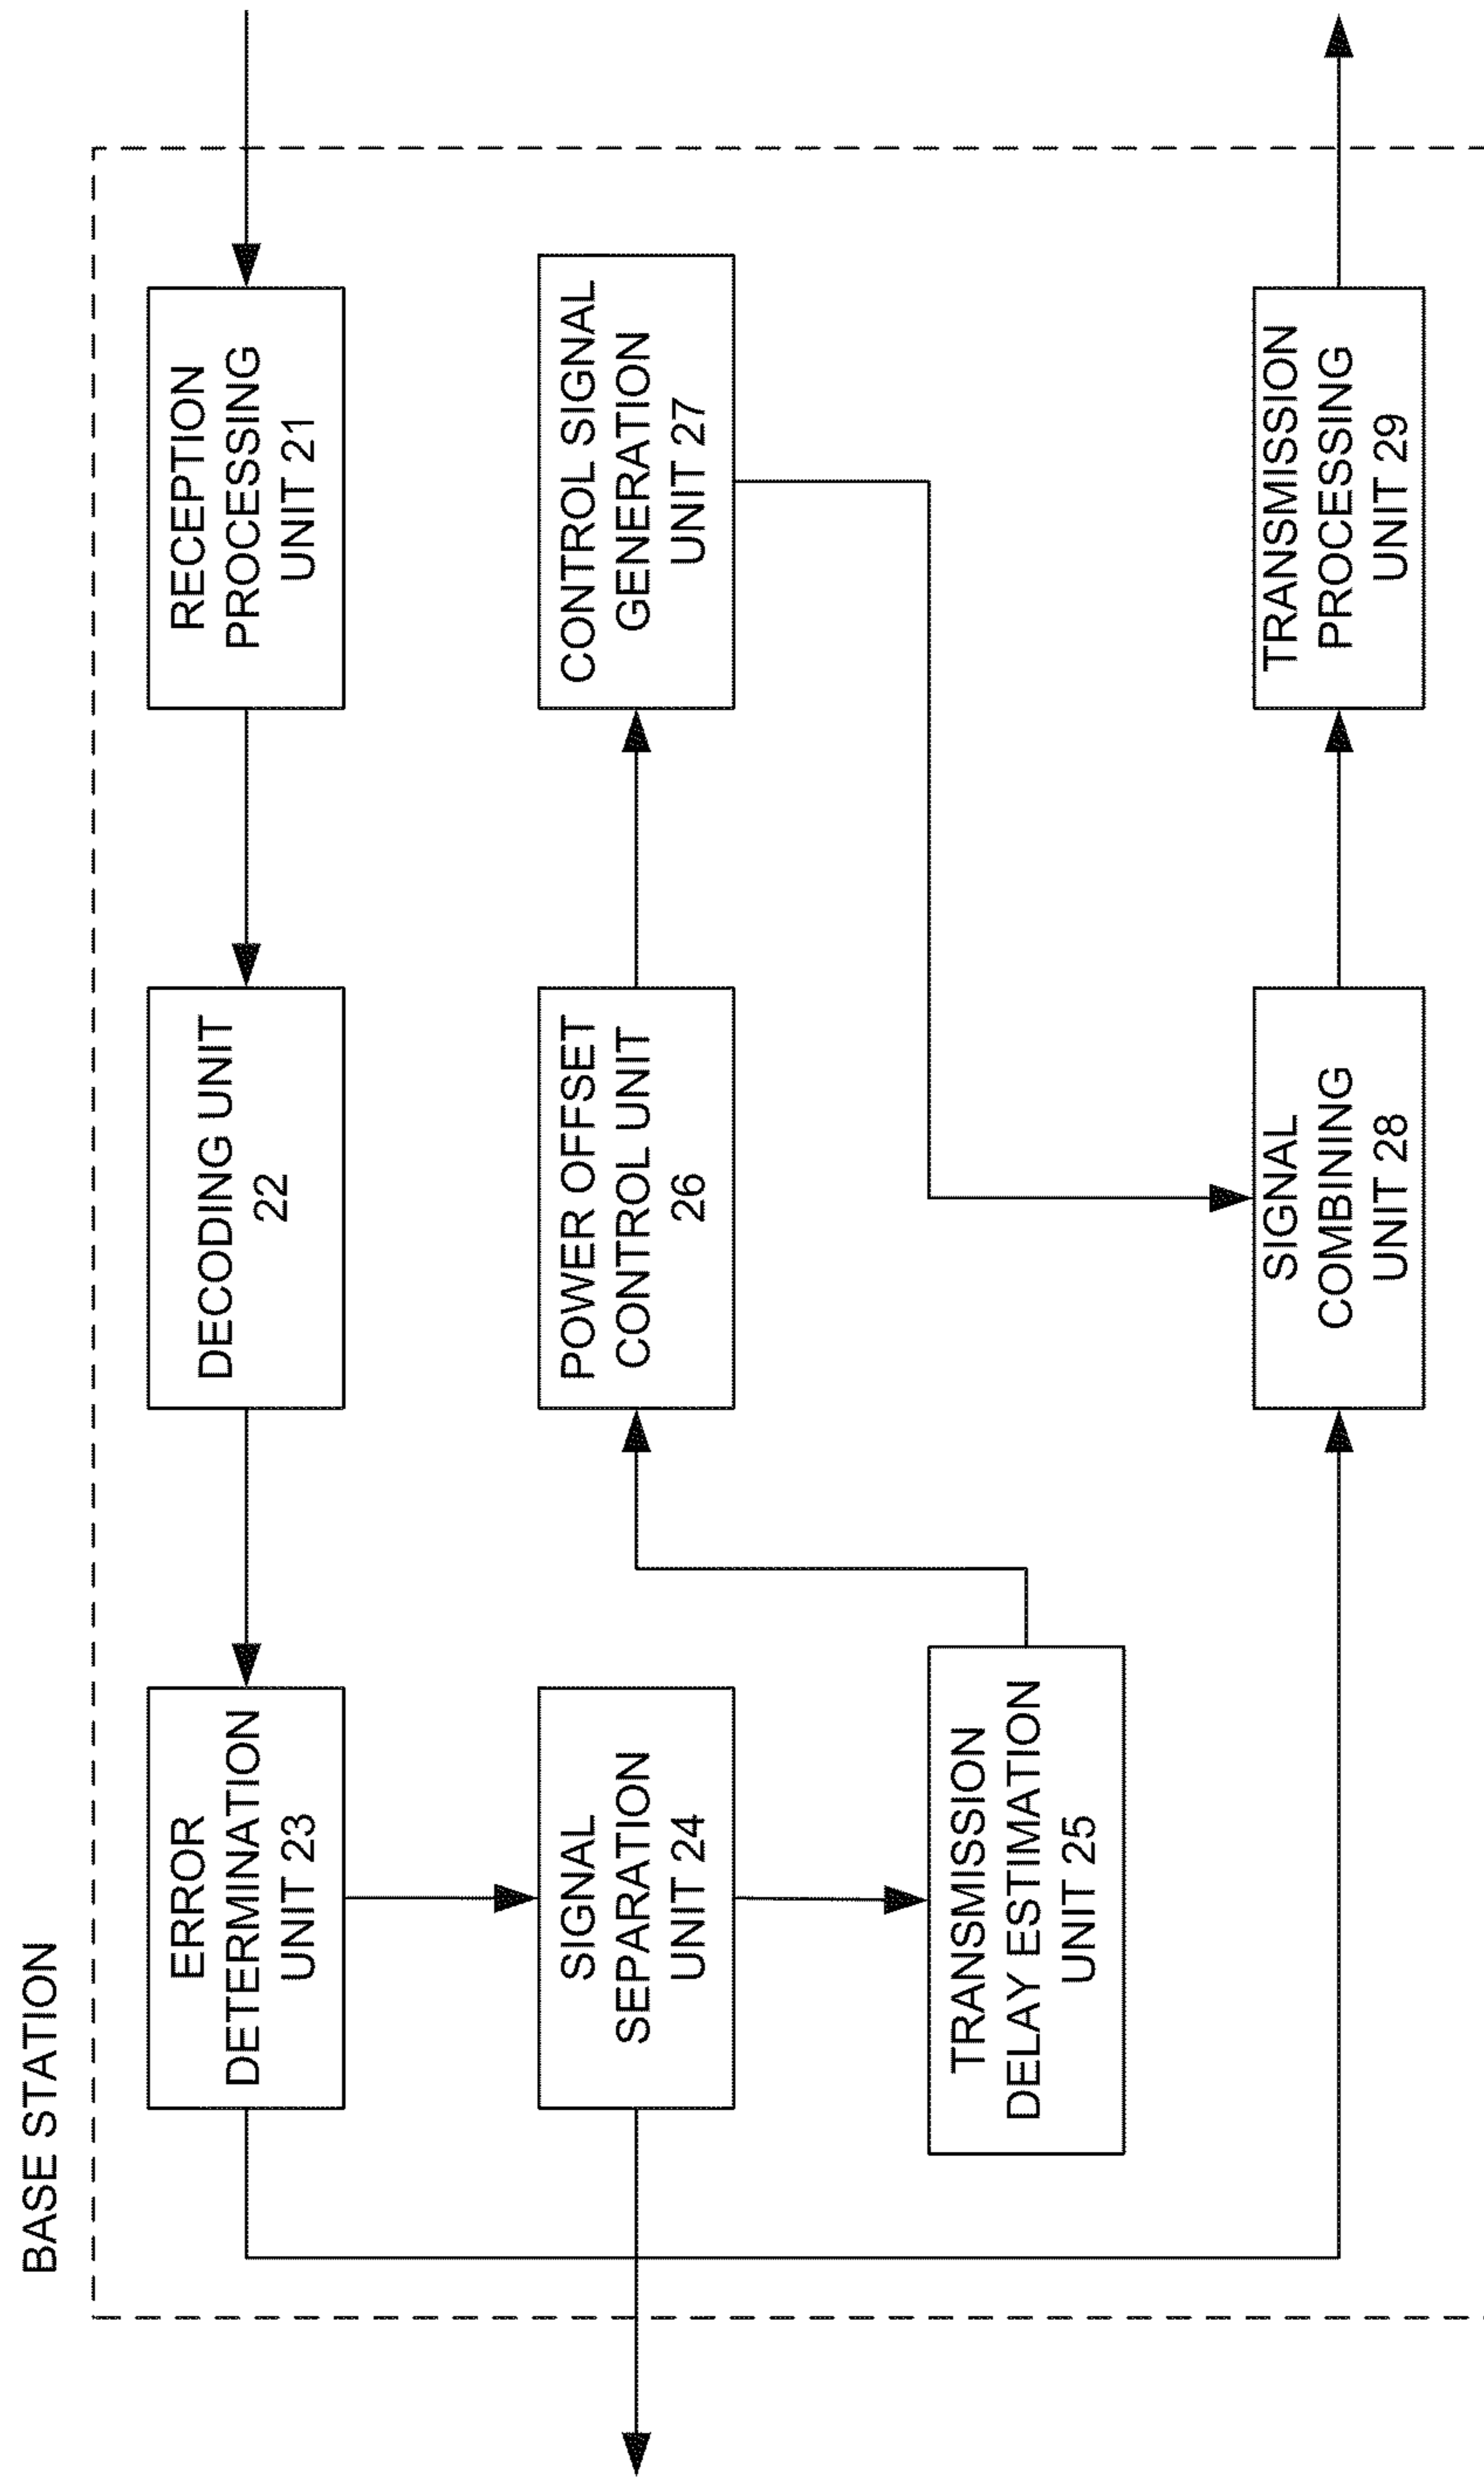 BASE STATION
ERROR
DETERMINATION
UNIT 23
DECODING UNIT
22
RECEPTION
PROCESSING
UNIT 21
SIGNAL
SEPARATION
UNIT 24
POWER OFFSET
CONTROL UNIT
26
CONTROL SIGNAL
GENERATION
UNIT 27
TRANSMISSION
DELAY ESTIMATION
UNIT 25
SIGNAL
COMBINING
UNIT 28
TRANSMISSION
PROCESSING
UNIT 29